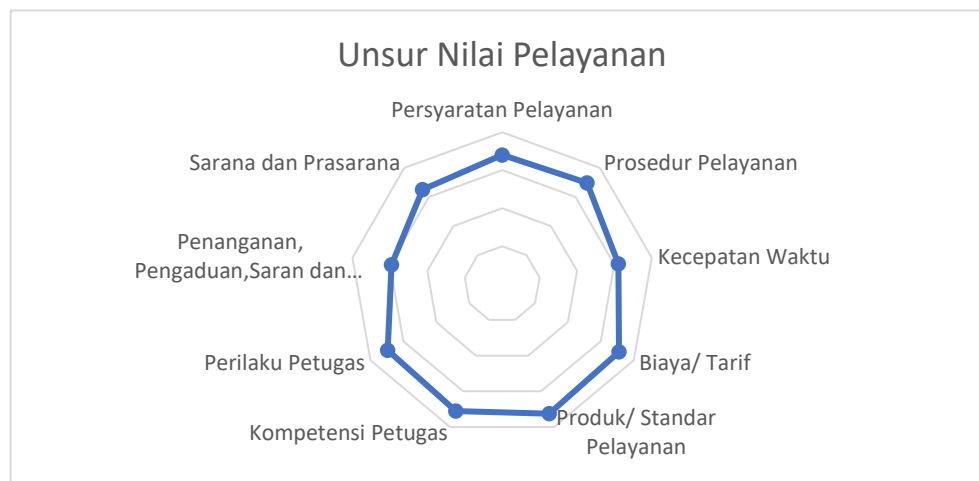 Unsur Nilai Pelayanan
Persyaratan Pelayanan
Prosedur Pelayanan
Kecepatan Waktu
Biaya/ Tarif
Produk/ Standar
Pelayanan
Kompetensi Petugas
Perilaku Petugas
Penanganan,
Pengaduan,Saran dan...
Sarana dan Prasarana